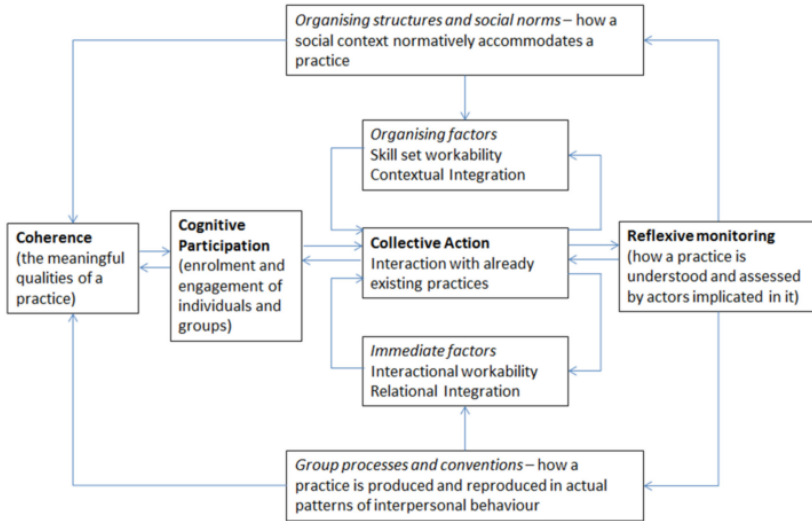 Organising structures and social norms – how a
social context normatively accommodates a
practice
Organising factors
Skill set workability
Contextual Integration
Coherence
(the meaningful
qualities of a
practice)
Cognitive
Participation
(enrolment and
engagement of
individuals and
groups)
Collective Action
Interaction with already
existing practices
Reflexive monitoring
(how a practice is
understood and assessed
by actors implicated in it)
Immediate factors
Interactional workability
Relational Integration
Group processes and conventions – how a
practice is produced and reproduced in actual
patterns of interpersonal behaviour